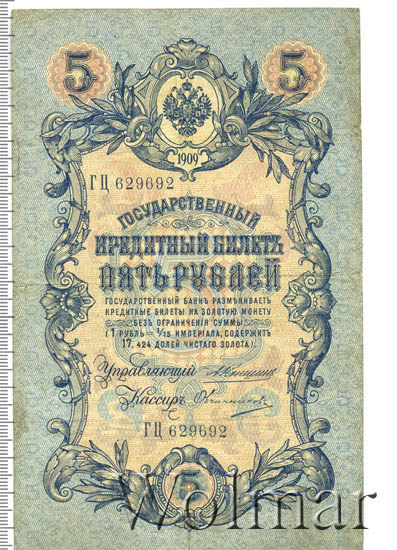 5 5
1909
ГЦ 629692
ГОСУДАРСТВЕННЫЙ
КРЕДИТНЫЙ БИЛЕТЪ
ПЯТЬ РУБЛЕЙ
ГОСУДАРСТВЕННЫЙ БАНКЪ РАЗМѢНИВАЕТЪ
КРЕДИТНЫЕ БИЛЕТЫ НА ЗОЛОТУЮ МОНЕТУ
БЕЗЪ ОГРАНИЧЕНІЯ СУММЫ
(1 РУБЛЬ = 1/15 ИМПЕРІАЛА, СОДЕРЖИТЪ
17,424 ДОЛЕЙ ЧИСТАГО ЗОЛОТА)
Управляющій А. Коншинъ
Кассиръ Овчинниковъ
ГЦ 629692
5
Wolmar